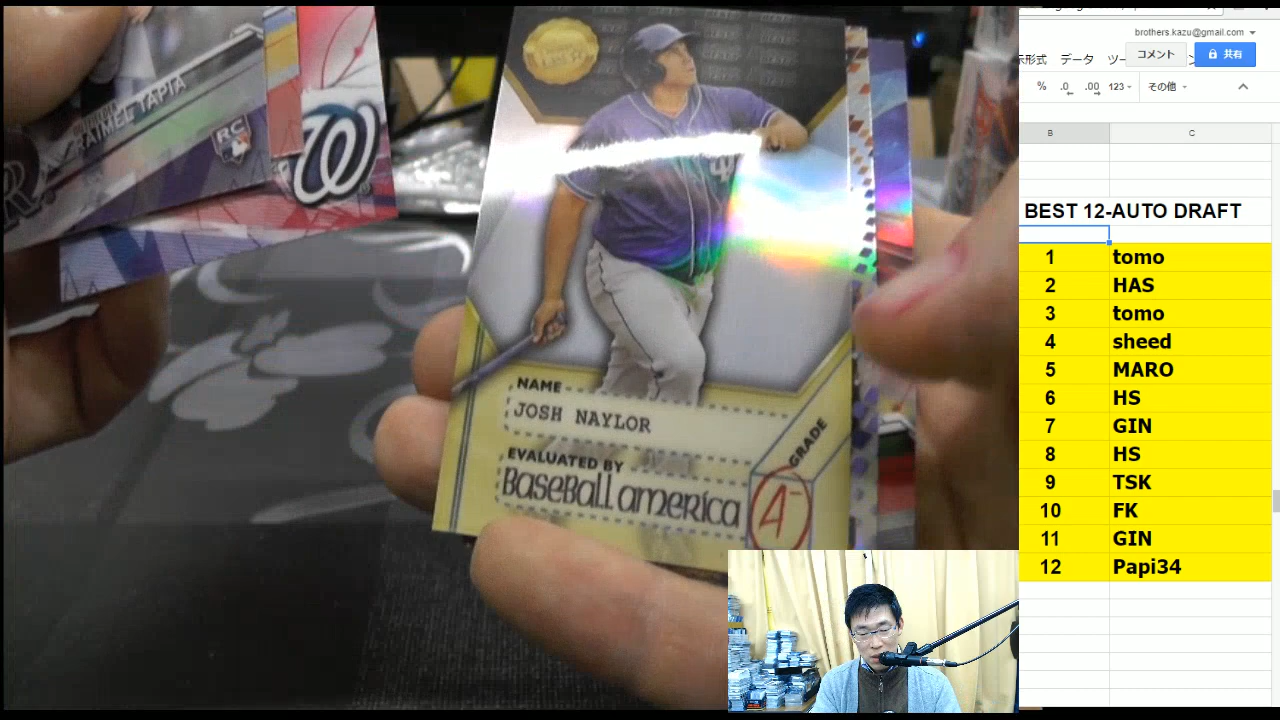 RAIMEL TAPIA
RC
W
NAME
JOSH NAYLOR
EVALUATED BY
BaseBall america
GRADE
A-
brothers.kazu@gmail.com
示形式 データ ツー
コメント
共有
% .0 .00 123 その他
B C
BEST 12-AUTO DRAFT
1 tomo
2 HAS
3 tomo
4 sheed
5 MARO
6 HS
7 GIN
8 HS
9 TSK
10 FK
11 GIN
12 Papi34